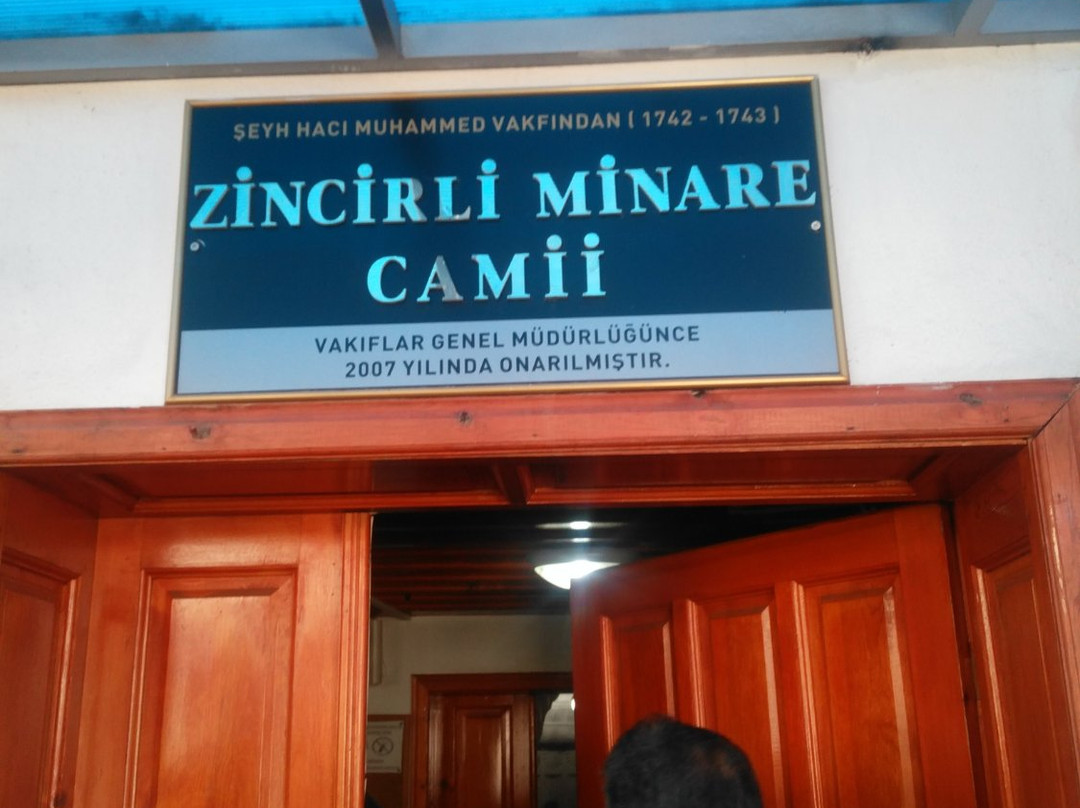 ŞEYH HACI MUHAMMED VAKFINDAN ( 1742 - 1743 )
ZİNCİRLİ MİNARE
CAMİİ
VAKIFLAR GENEL MÜDÜRLÜĞÜNCE
2007 YILINDA ONARILMIŞTIR.